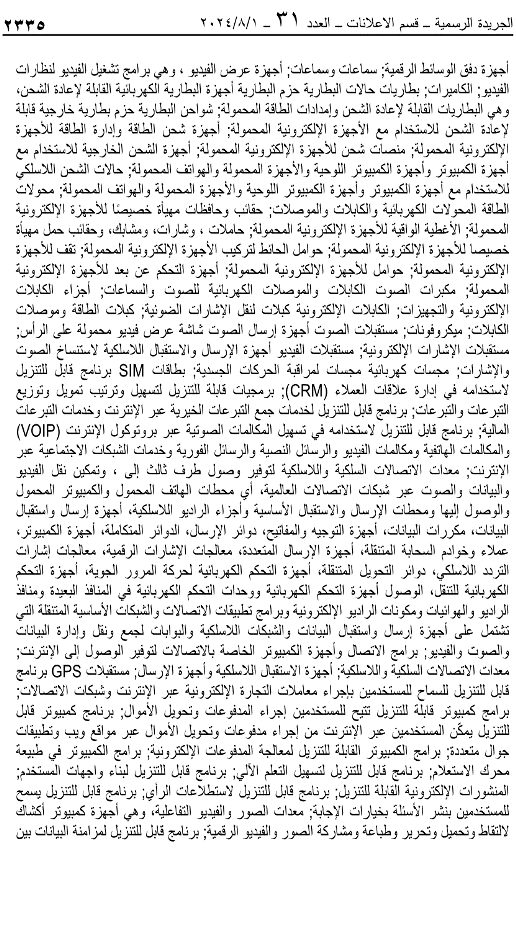 الجريدة الرسمية – قسم الاعلانات – العدد ٣١ – ٢٠٢٤/٨/١ ٢٣٣٥
أجهزة دفق الوسائط الرقمية; سماعات وسماعات; أجهزة عرض الفيديو ، وهي برامج تشغيل الفيديو لنظارات
الفيديو; الكاميرات; بطاريات حالات البطارية حزم البطارية أجهزة البطارية الكهربائية القابلة لإعادة الشحن،
وهي البطاريات القابلة لإعادة الشحن وإمدادات الطاقة المحمولة; شواحن البطارية حزم بطارية خارجية قابلة
لإعادة الشحن للاستخدام مع الأجهزة الإلكترونية المحمولة; أجهزة شحن الطاقة وإدارة الطاقة للأجهزة
الإلكترونية المحمولة; منصات شحن للأجهزة الإلكترونية المحمولة; أجهزة الشحن الخارجية للاستخدام مع
أجهزة الكمبيوتر وأجهزة الكمبيوتر اللوحية والأجهزة المحمولة والهواتف المحمولة; حالات الشحن اللاسلكي
للاستخدام مع أجهزة الكمبيوتر وأجهزة الكمبيوتر اللوحية والأجهزة المحمولة والهواتف المحمولة; محولات
الطاقة المحولات الكهربائية والكابلات والموصلات; حقائب وحافظات مهيأة خصيصًا للأجهزة الإلكترونية
المحمولة; الأغطية الواقية للأجهزة الإلكترونية المحمولة; حاملات ، وشارات، ومشابك، وحقائب حمل مهيأة
خصيصا للأجهزة الإلكترونية المحمولة; حوامل الحائط لتركيب الأجهزة الإلكترونية المحمولة; تقف للأجهزة
الإلكترونية المحمولة; حوامل للأجهزة الإلكترونية المحمولة; أجهزة التحكم عن بعد للأجهزة الإلكترونية
المحمولة; مكبرات الصوت الكابلات والموصلات الكهربائية للصوت والسماعات; أجزاء الكابلات
الإلكترونية والتجهيزات; الكابلات الإلكترونية كبلات لنقل الإشارات الضوئية; كبلات الطاقة وموصلات
الكابلات; ميكروفونات; مستقبلات الصوت أجهزة إرسال الصوت شاشة عرض فيديو محمولة على الرأس;
مستقبلات الإشارات الإلكترونية; مستقبلات الفيديو أجهزة الإرسال والاستقبال اللاسلكية لاستنساخ الصوت
والإشارات; مجسات كهربائية مجسات لمراقبة الحركات الجسدية; بطاقات SIM برنامج قابل للتنزيل
لاستخدامه في إدارة علاقات العملاء (CRM); برمجيات قابلة للتنزيل لتسهيل وترتيب تمويل وتوزيع
التبرعات والتبرعات; برنامج قابل للتنزيل لخدمات جمع التبرعات الخيرية عبر الإنترنت وخدمات التبرعات
المالية; برنامج قابل للتنزيل لاستخدامه في تسهيل المكالمات الصوتية عبر بروتوكول الإنترنت (VOIP)
والمكالمات الهاتفية ومكالمات الفيديو والرسائل النصية والرسائل الفورية وخدمات الشبكات الاجتماعية عبر
الإنترنت; معدات الاتصالات السلكية واللاسلكية لتوفير وصول طرف ثالث إلى ، وتمكين نقل الفيديو
والبيانات والصوت عبر شبكات الاتصالات العالمية، أي محطات الهاتف المحمول والكمبيوتر المحمول
والوصول إليها ومحطات الإرسال والاستقبال الأساسية وأجزاء الراديو اللاسلكية، أجهزة إرسال واستقبال
البيانات، مكررات البيانات، أجهزة التوجيه والمفاتيح، دوائر الإرسال، الدوائر المتكاملة، أجهزة الكمبيوتر،
عملاء وخوادم السحابة المتنقلة، أجهزة الإرسال المتعددة، معالجات الإشارات الرقمية، معالجات إشارات
التردد اللاسلكي، دوائر التحويل المتنقلة، أجهزة التحكم الكهربائية لحركة المرور الجوية، أجهزة التحكم
الكهربائية للتنقل، الوصول أجهزة التحكم الكهربائية ووحدات التحكم الكهربائية في المنافذ البعيدة ومنافذ
الراديو والهوائيات ومكونات الراديو الإلكترونية وبرامج تطبيقات الاتصالات والشبكات الأساسية المتنقلة التي
تشتمل على أجهزة إرسال واستقبال البيانات والشبكات اللاسلكية والبوابات لجمع ونقل وإدارة البيانات
والصوت والفيديو; برامج الاتصال وأجهزة الكمبيوتر الخاصة بالاتصالات لتوفير الوصول إلى الإنترنت;
معدات الاتصالات السلكية واللاسلكية; أجهزة الاستقبال اللاسلكية وأجهزة الإرسال; مستقبلات GPS برنامج
قابل للتنزيل للسماح للمستخدمين بإجراء معاملات التجارة الإلكترونية عبر الإنترنت وشبكات الاتصالات;
برامج كمبيوتر قابلة للتنزيل تتيح للمستخدمين إجراء المدفوعات وتحويل الأموال; برنامج كمبيوتر قابل
للتنزيل يمكّن المستخدمين عبر الإنترنت من إجراء مدفوعات وتحويل الأموال عبر مواقع ويب وتطبيقات
جوال متعددة; برامج الكمبيوتر القابلة للتنزيل لمعالجة المدفوعات الإلكترونية; برامج الكمبيوتر في طبيعة
محرك الاستعلام; برنامج قابل للتنزيل لتسهيل التعلم الآلي; برنامج قابل للتنزيل لبناء واجهات المستخدم;
المنشورات الإلكترونية القابلة للتنزيل; برنامج قابل للتنزيل لاستطلاعات الرأي; برنامج قابل للتنزيل يسمح
للمستخدمين بنشر الأسئلة بخيارات الإجابة; معدات الصور والفيديو التفاعلية، وهي أجهزة كمبيوتر أكشاك
لالتقاط وتحميل وتحرير وطباعة ومشاركة الصور والفيديو الرقمية; برنامج قابل للتنزيل لمزامنة البيانات بين